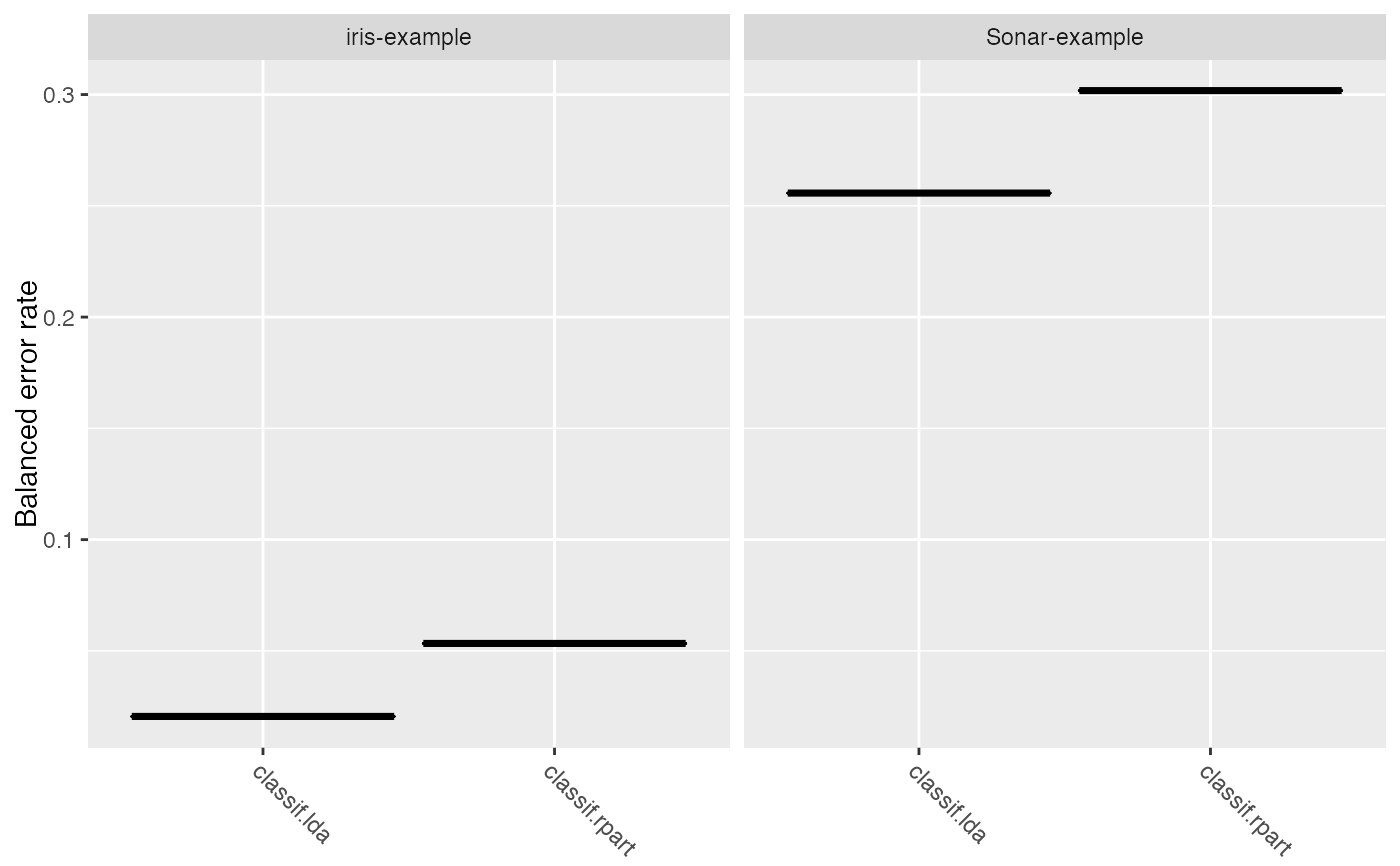 iris-example
Sonar-example
Balanced error rate
0.3
0.2
0.1
classif.lda
classif.rpart
classif.lda
classif.rpart